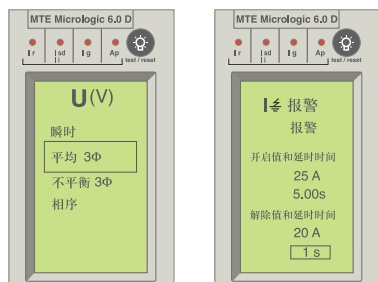 MTE Micrologic 6.0 D
Ir
Isd
Ii
Ig
Ap
test / reset
U(V)
瞬时
平均 3Φ
不平衡 3Φ
相序
MTE Micrologic 6.0 D
Ir
Isd
Ii
Ig
Ap
test / reset
I⏚ 报警
报警
开启值和延时时间
25 A
5.00s
解除值和延时时间
20 A
1 s